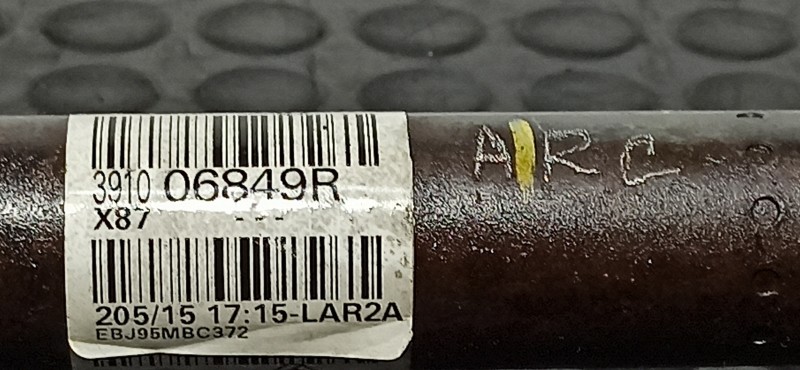 3910 06849R
X87 ---
205/15 17:15-LAR2A
EBJ95MBC372
ARC